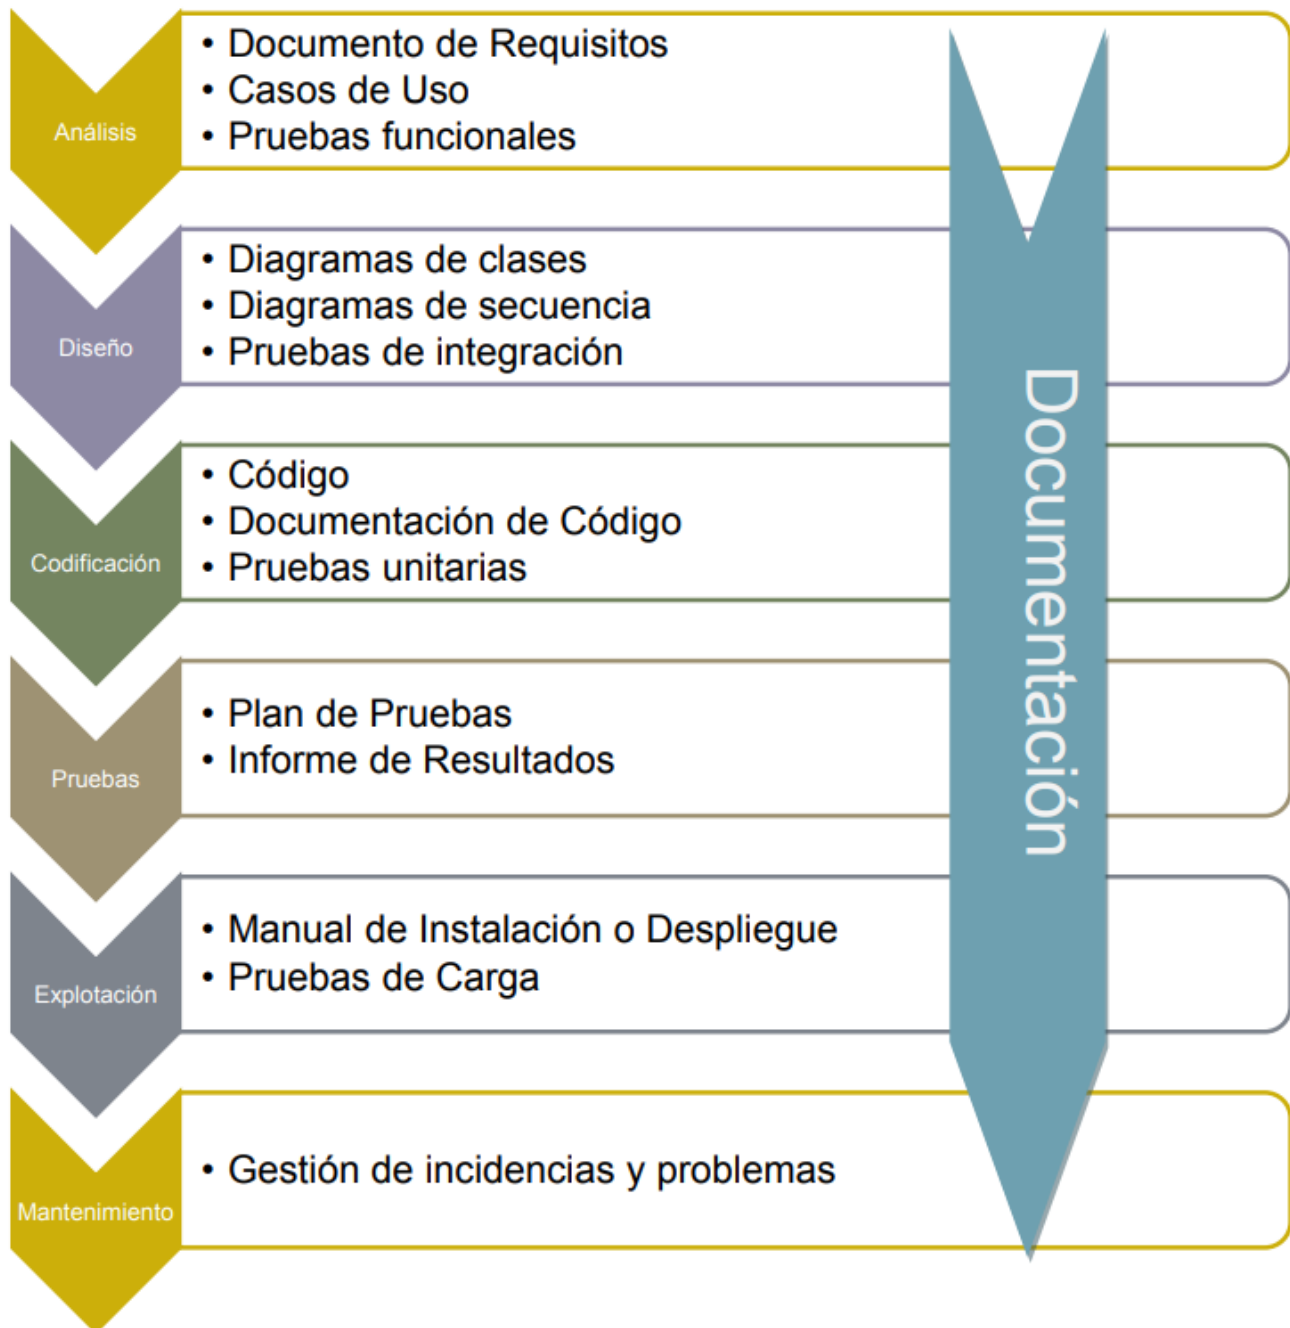 Análisis
• Documento de Requisitos
• Casos de Uso
• Pruebas funcionales
Diseño
• Diagramas de clases
• Diagramas de secuencia
• Pruebas de integración
Codificación
• Código
• Documentación de Código
• Pruebas unitarias
Pruebas
• Plan de Pruebas
• Informe de Resultados
Explotación
• Manual de Instalación o Despliegue
• Pruebas de Carga
Mantenimiento
• Gestión de incidencias y problemas
Documentación